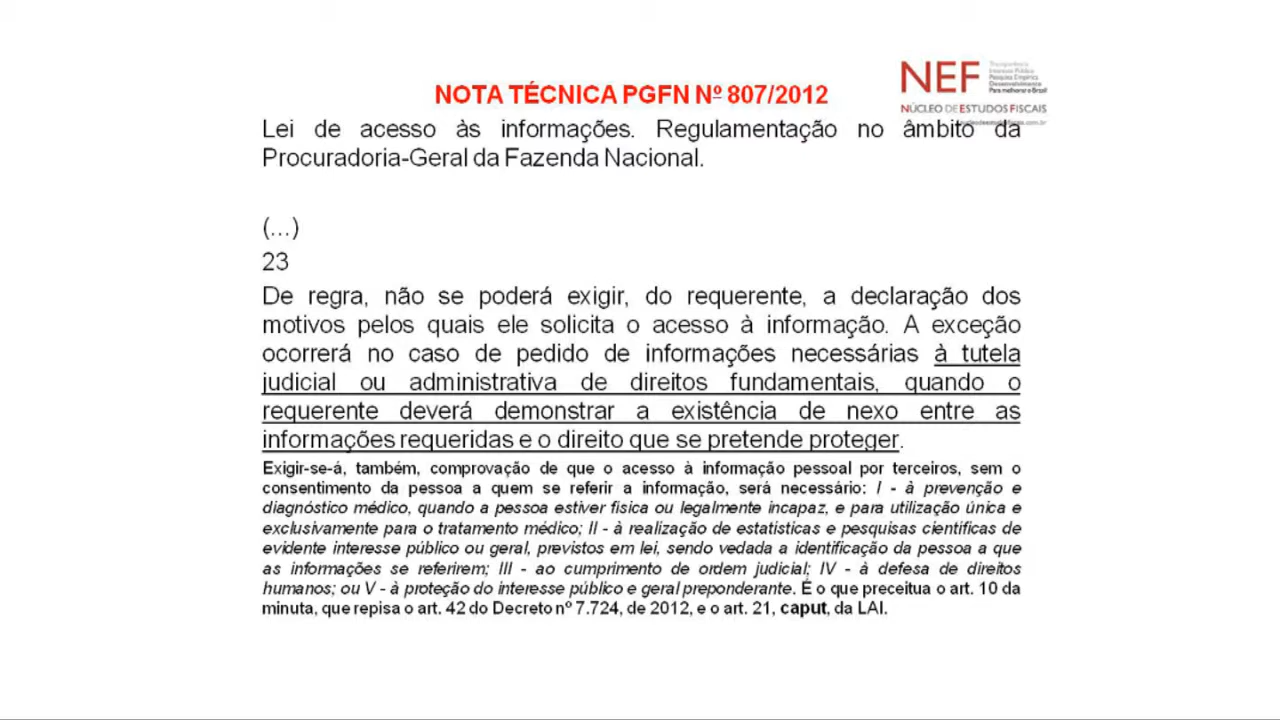 NEF
Transparência
Interesse Público
Pesquisa Empírica
Desenvolvimento
Para melhorar o Brasil
NÚCLEO DE ESTUDOS FISCAIS
NOTA TÉCNICA PGFN Nº 807/2012
Lei de acesso às informações. Regulamentação no âmbito da
Procuradoria-Geral da Fazenda Nacional.
(...)
23
De regra, não se poderá exigir, do requerente, a declaração dos
motivos pelos quais ele solicita o acesso à informação. A exceção
ocorrerá no caso de pedido de informações necessárias à tutela
judicial ou administrativa de direitos fundamentais, quando o
requerente deverá demonstrar a existência de nexo entre as
informações requeridas e o direito que se pretende proteger.
Exigir-se-á, também, comprovação de que o acesso à informação pessoal por terceiros, sem o
consentimento da pessoa a quem se referir a informação, será necessário: I - à prevenção e
diagnóstico médico, quando a pessoa estiver física ou legalmente incapaz, e para utilização única e
exclusivamente para o tratamento médico; II - à realização de estatísticas e pesquisas científicas de
evidente interesse público ou geral, previstos em lei, sendo vedada a identificação da pessoa a que
as informações se referirem; III - ao cumprimento de ordem judicial; IV - à defesa de direitos
humanos; ou V - à proteção do interesse público e geral preponderante. É o que preceitua o art. 10 da
minuta, que repisa o art. 42 do Decreto nº 7.724, de 2012, e o art. 21, caput, da LAI.